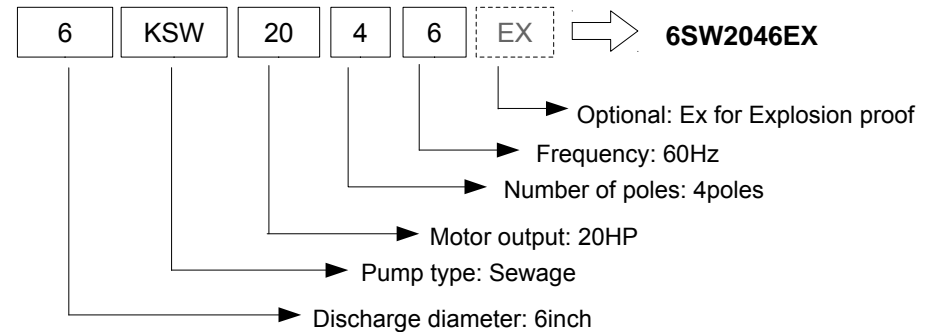 6 KSW 20 4 6 EX 6SW2046EX
Optional: Ex for Explosion proof
Frequency: 60Hz
Number of poles: 4poles
Motor output: 20HP
Pump type: Sewage
Discharge diameter: 6inch